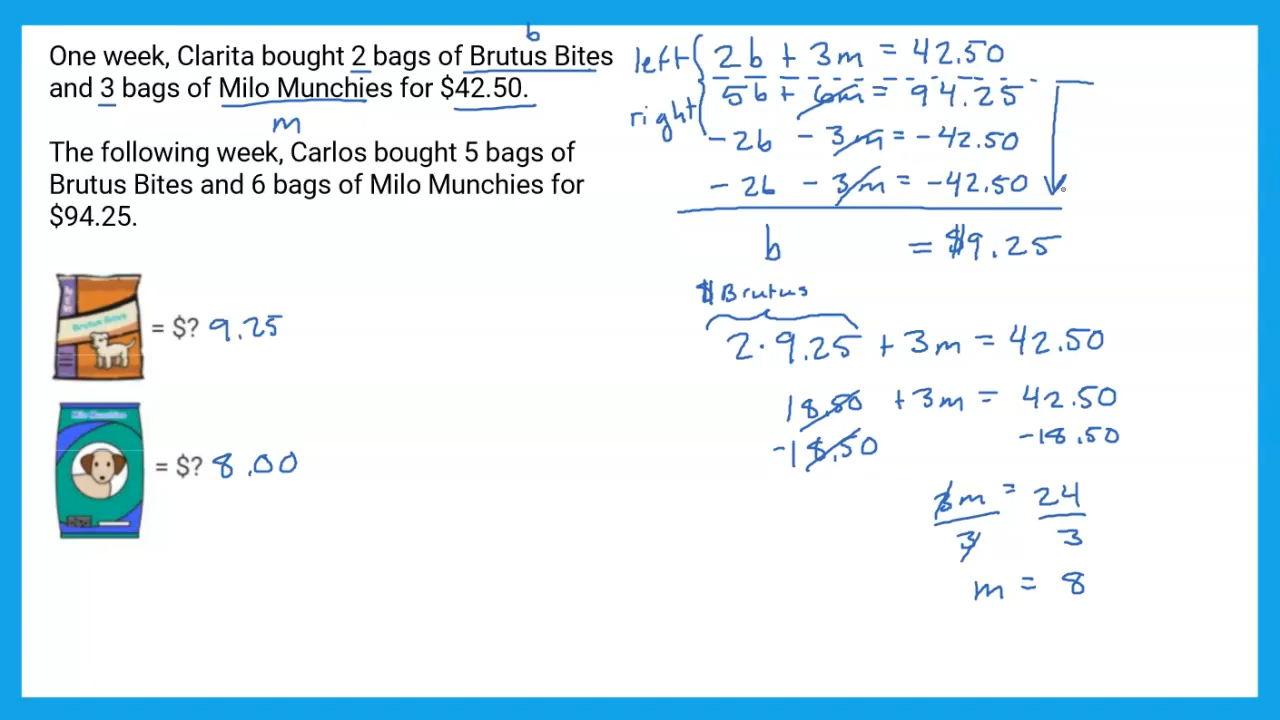 b
One week, Clarita bought 2 bags of Brutus Bites
and 3 bags of Milo Munchies for $42.50.
m
The following week, Carlos bought 5 bags of
Brutus Bites and 6 bags of Milo Munchies for
$94.25.
Brutus Bites
= $? 9.25
Milo Munchies
= $? 8.00
left { 2b + 3m = 42.50
right { 5b + 6m = 94.25
- 2b - 3m = - 42.50
- 2b - 3m = - 42.50
b = $9.25
$ Brutus
2 · 9.25 + 3m = 42.50
18.50 + 3m = 42.50
-18.50 -18.50
3m = 24
3 3
m = 8